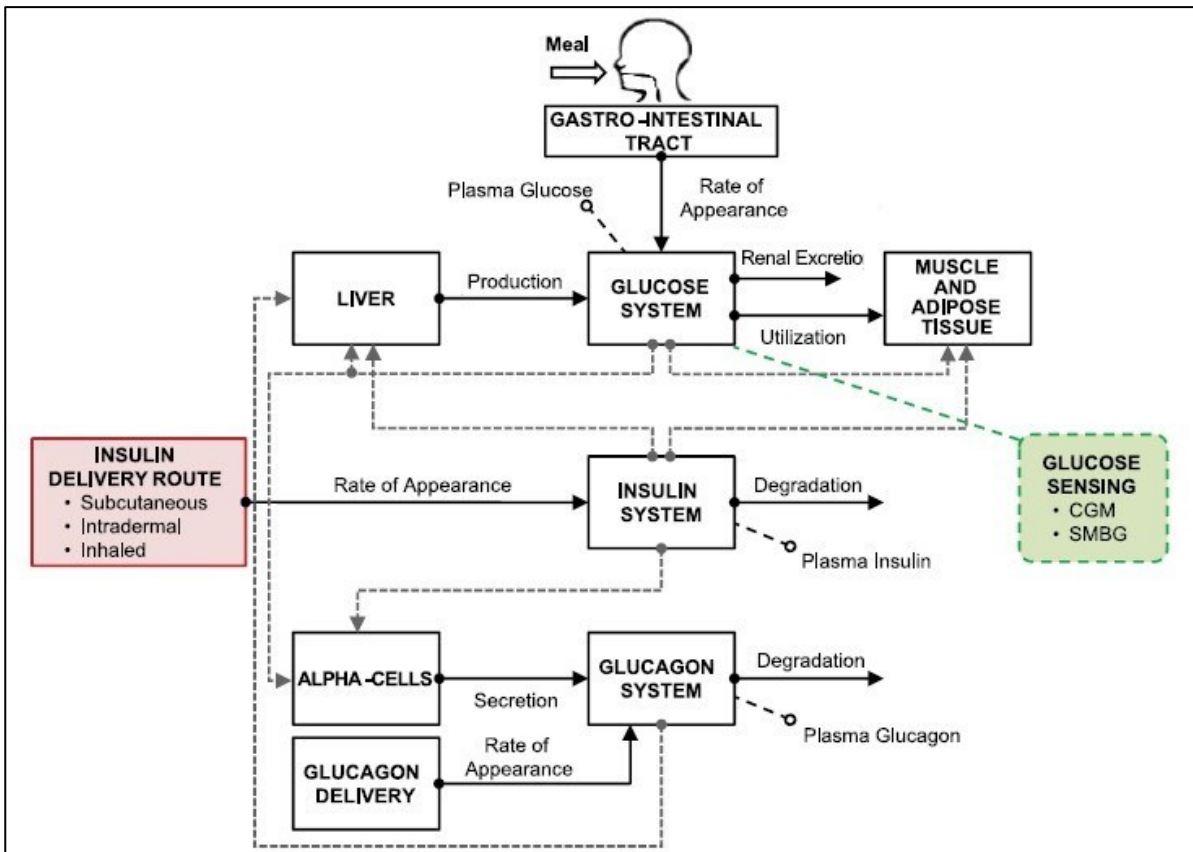 Meal
GASTRO-INTESTINAL
TRACT
Plasma Glucose
Rate of
Appearance
LIVER
Production
GLUCOSE
SYSTEM
Renal Excretio
Utilization
MUSCLE
AND
ADIPOSE
TISSUE
INSULIN
DELIVERY ROUTE
• Subcutaneous
• Intradermal
• Inhaled
Rate of Appearance
INSULIN
SYSTEM
Degradation
Plasma Insulin
GLUCOSE
SENSING
• CGM
• SMBG
ALPHA-CELLS
Secretion
GLUCAGON
SYSTEM
Degradation
Plasma Glucagon
GLUCAGON
DELIVERY
Rate of
Appearance